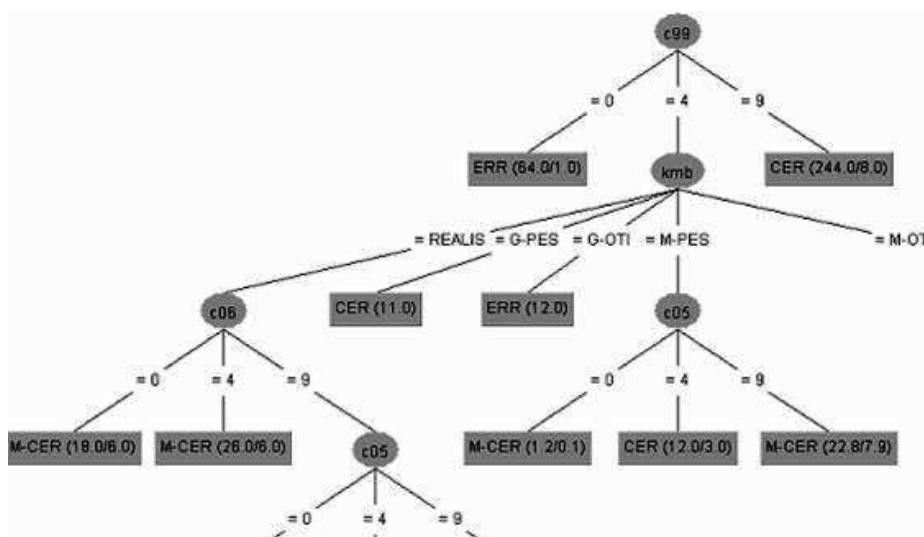 c99
= 0 = 4 = 9
ERR (64.0/1.0) kmb CER (244.0/8.0)
= REALIS = G-PES = G-OTI = M-PES = M-OT
c06 CER (11.0) ERR (12.0) c05
= 0 = 4 = 9 = 0 = 4 = 9
M-CER (18.0/6.0) M-CER (26.0/6.0) c05 M-CER (1.2/0.1) CER (12.0/3.0) M-CER (22.8/7.9)
= 0 = 4 = 9